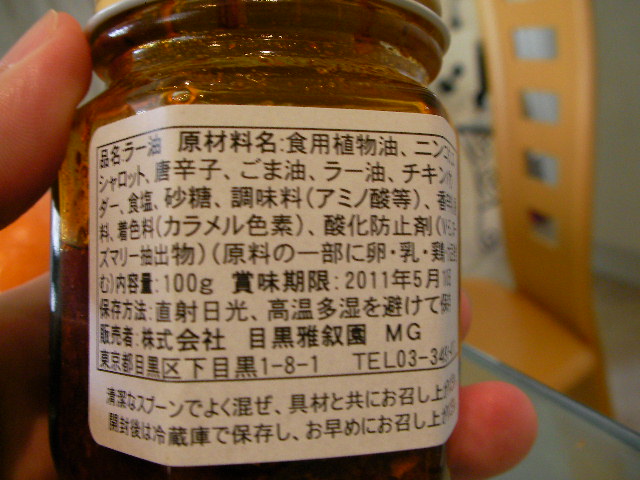 品名:ラー油 原材料名:食用植物油、ニン
シャロット、唐辛子、ごま油、ラー油、チキン
ダー、食塩、砂糖、調味料(アミノ酸等)、香
料、着色料(カラメル色素)、酸化防止剤(
ズマリー抽出物)(原料の一部に卵・乳・鶏・
む)内容量:100g 賞味期限:2011年5月
保存方法:直射日光、高温多湿を避けて保
販売者:株式会社 目黒雅叙園 MG
東京都目黒区下目黒1-8-1 TEL03-
清潔なスプーンでよく混ぜ、具材と共にお召し上
開封後は冷蔵庫で保存し、お早めにお召し上